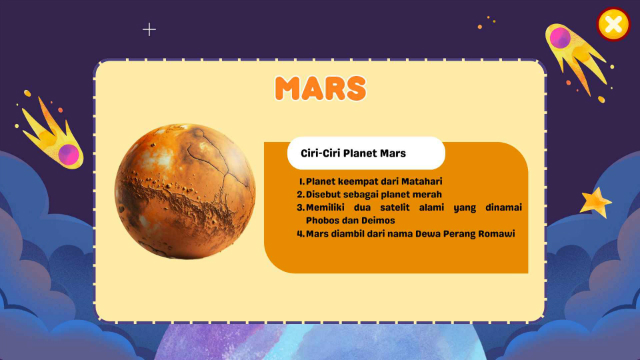 MARS
Ciri-Ciri Planet Mars
1. Planet keempat dari Matahari
2. Disebut sebagai planet merah
3. Memiliki dua satelit alami yang dinamai
Phobos dan Deimos
4. Mars diambil dari nama Dewa Perang Romawi